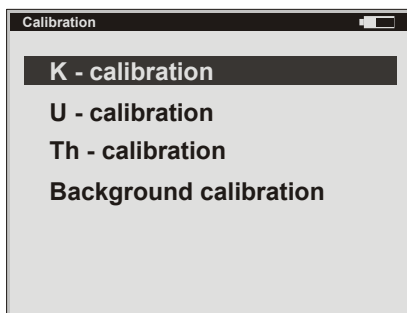 Calibration
K - calibration
U - calibration
Th - calibration
Background calibration